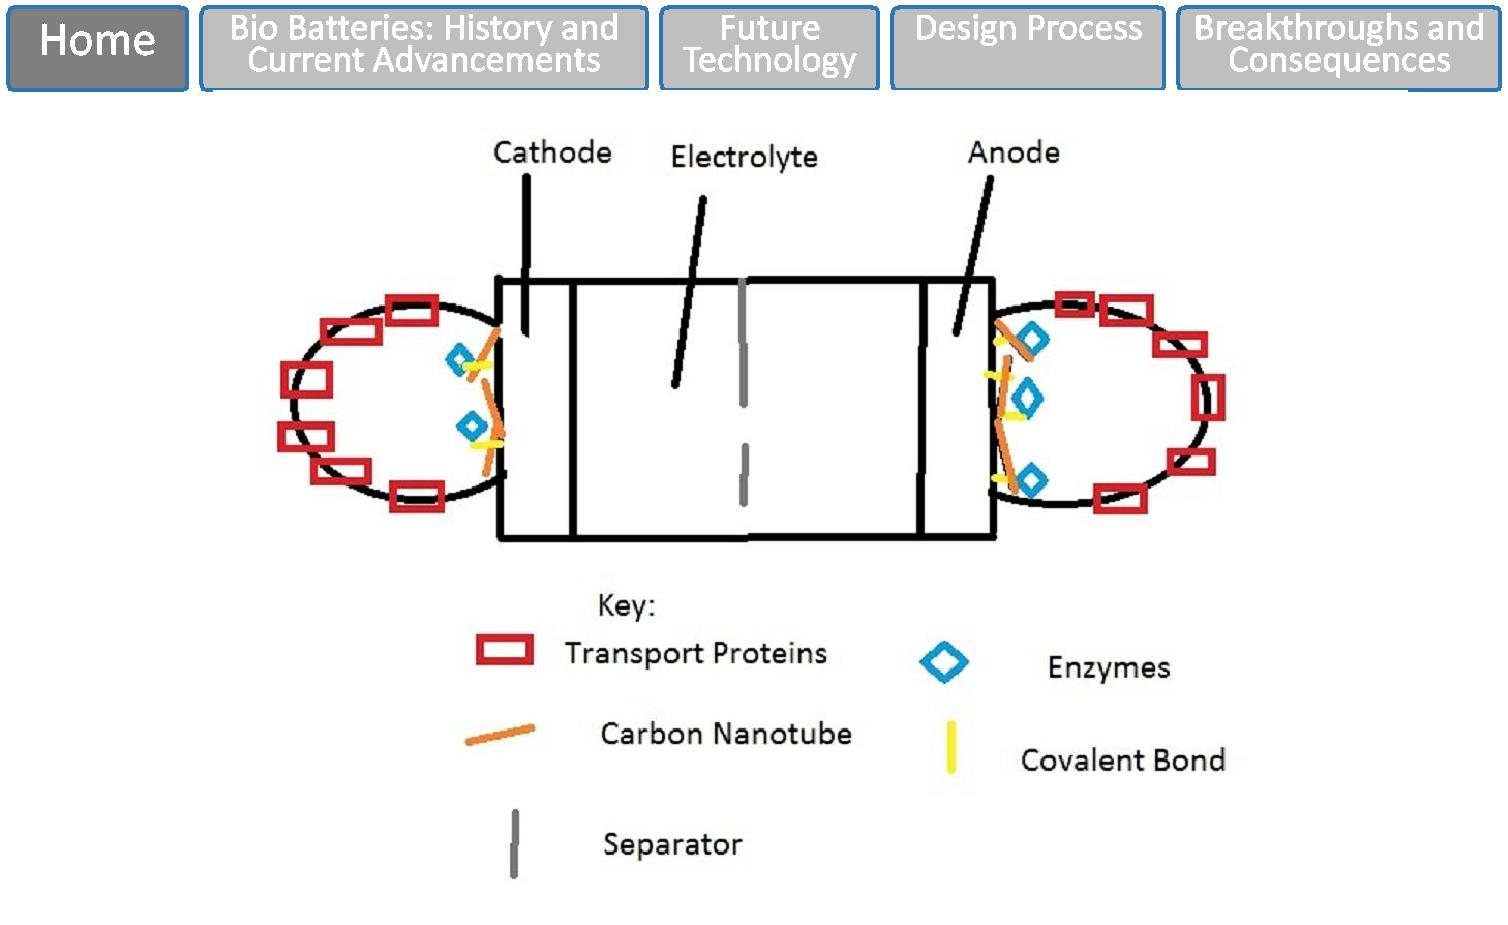 Home
Bio Batteries: History and
Current Advancements
Future
Technology
Design Process
Breakthroughs and
Consequences
Cathode
Electrolyte
Anode
Key:
Transport Proteins
Enzymes
Carbon Nanotube
Covalent Bond
Separator